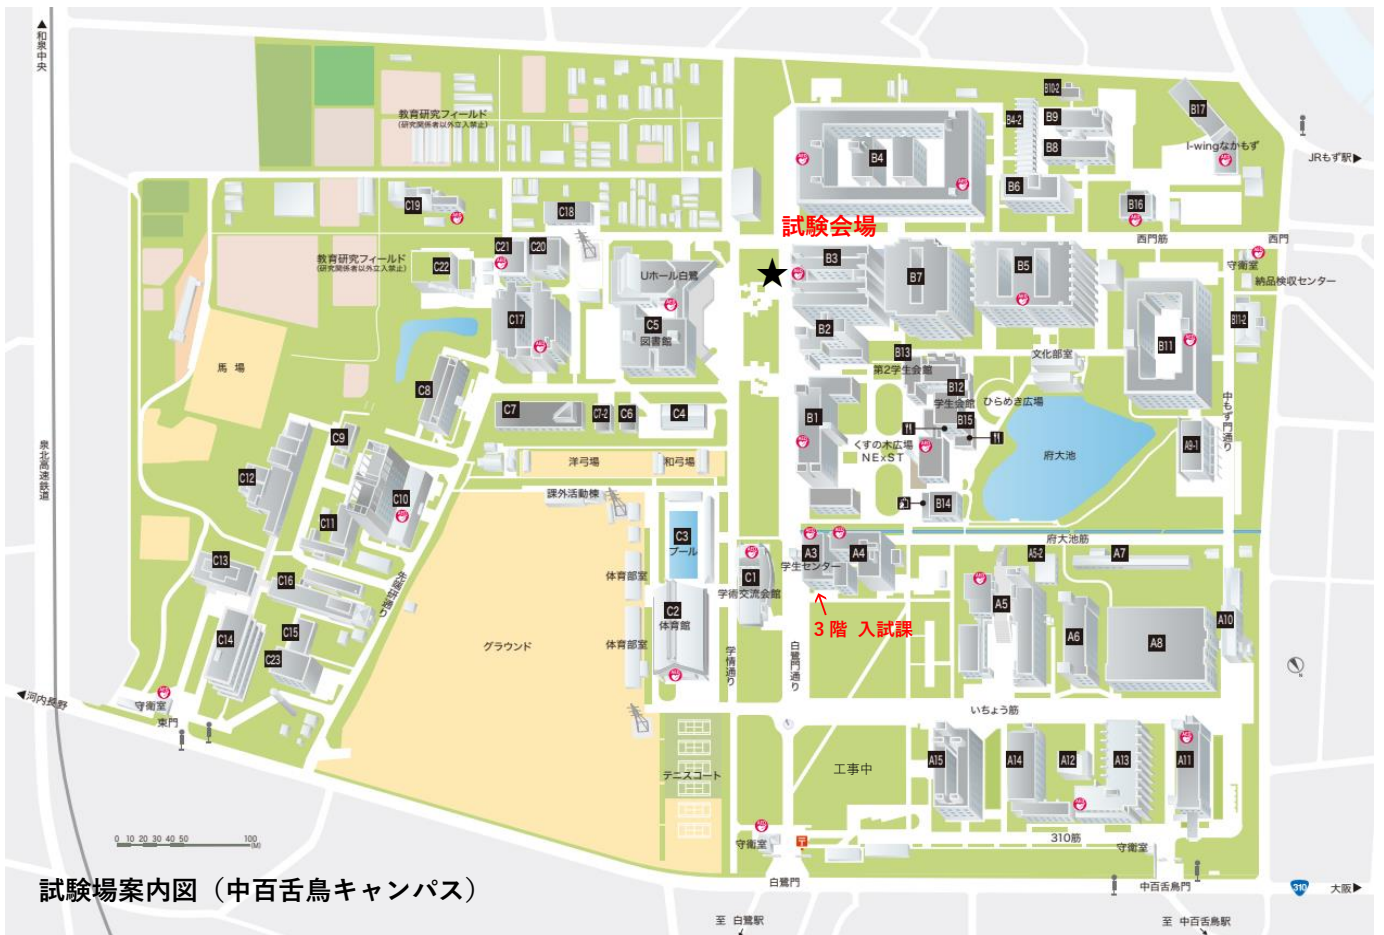 ▲和泉中央
教育研究フィールド
(研究関係者以外立入禁止)
B10-2
B17
B4-2
B9
B8
I-wingなかもず
JRもず駅▶
B4
B6
B16
C19
C18
試験会場
西門筋
西門
C21
C20
B3
B7
B5
守衛室
納品検収センター
教育研究フィールド
(研究関係者以外立入禁止)
C22
Uホール白鷺
C17
C5
図書館
B2
B11-2
B11
B13
第2学生会館
文化部室
馬場
C8
B12
学生会館
ひらめき広場
中もず門通り
C7
C7-2
C6
C4
B1
B15
くすの木広場
NExST
府大池
A9-1
C9
泉北高速鉄道
洋弓場
和弓場
C12
C10
課外活動棟
B14
C11
C3
プール
府大池筋
A3
学生センター
A4
A5-2
A7
C13
C16
先端研通り
体育部室
C1
学術交流会館
3階 入試課
C2
体育館
A5
A6
A8
A10
C14
C15
C23
グラウンド
体育部室
学情通り
白鷺門通り
◀河内長野
守衛室
東門
いちょう筋
テニスコート
工事中
A15
A14
A12
A13
A11
0 10 20 30 40 50 100
(M)
守衛室
310筋
守衛室
試験場案内図（中百舌鳥キャンパス）
白鷺門
中百舌鳥門
310
大阪▶
至 白鷺駅
至 中百舌鳥駅